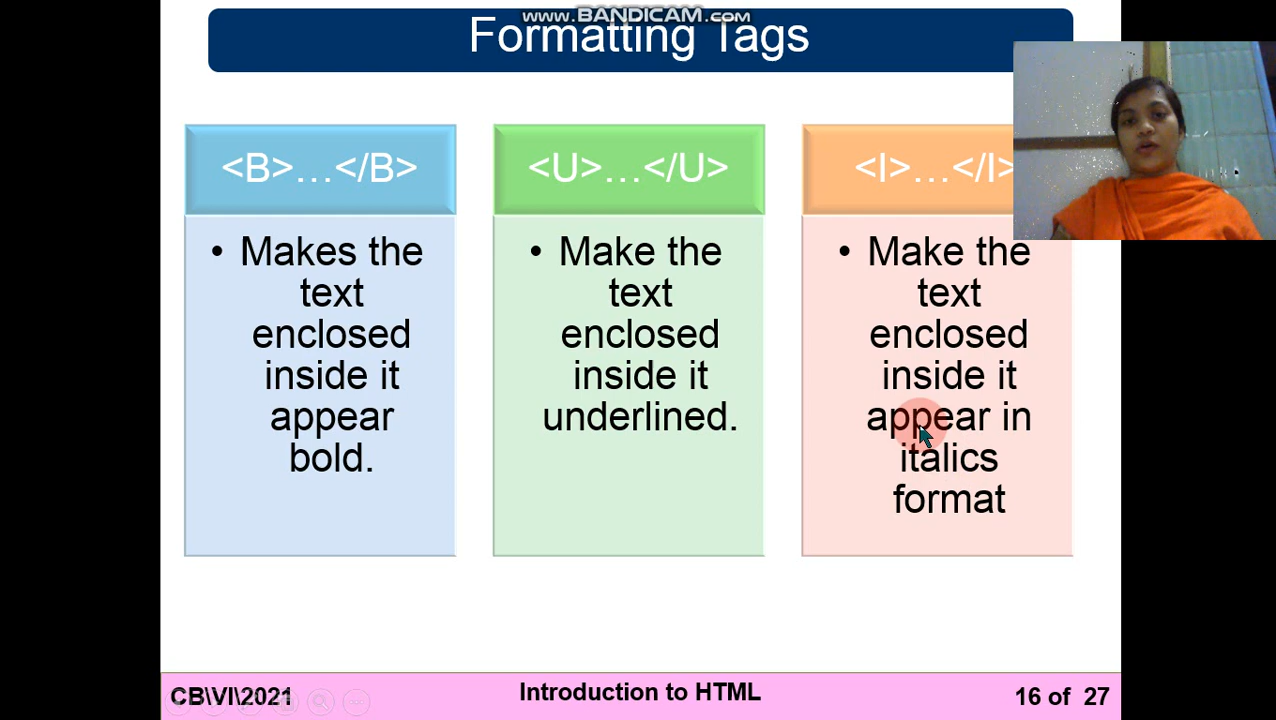 www.BANDICAM.com
Formatting Tags
<B>...</B>
• Makes the
text
enclosed
inside it
appear
bold.
<U>...</U>
• Make the
text
enclosed
inside it
underlined.
<I>...</I>
• Make the
text
enclosed
inside it
appear in
italics
format
CB\VI\2021
Introduction to HTML
16 of 27